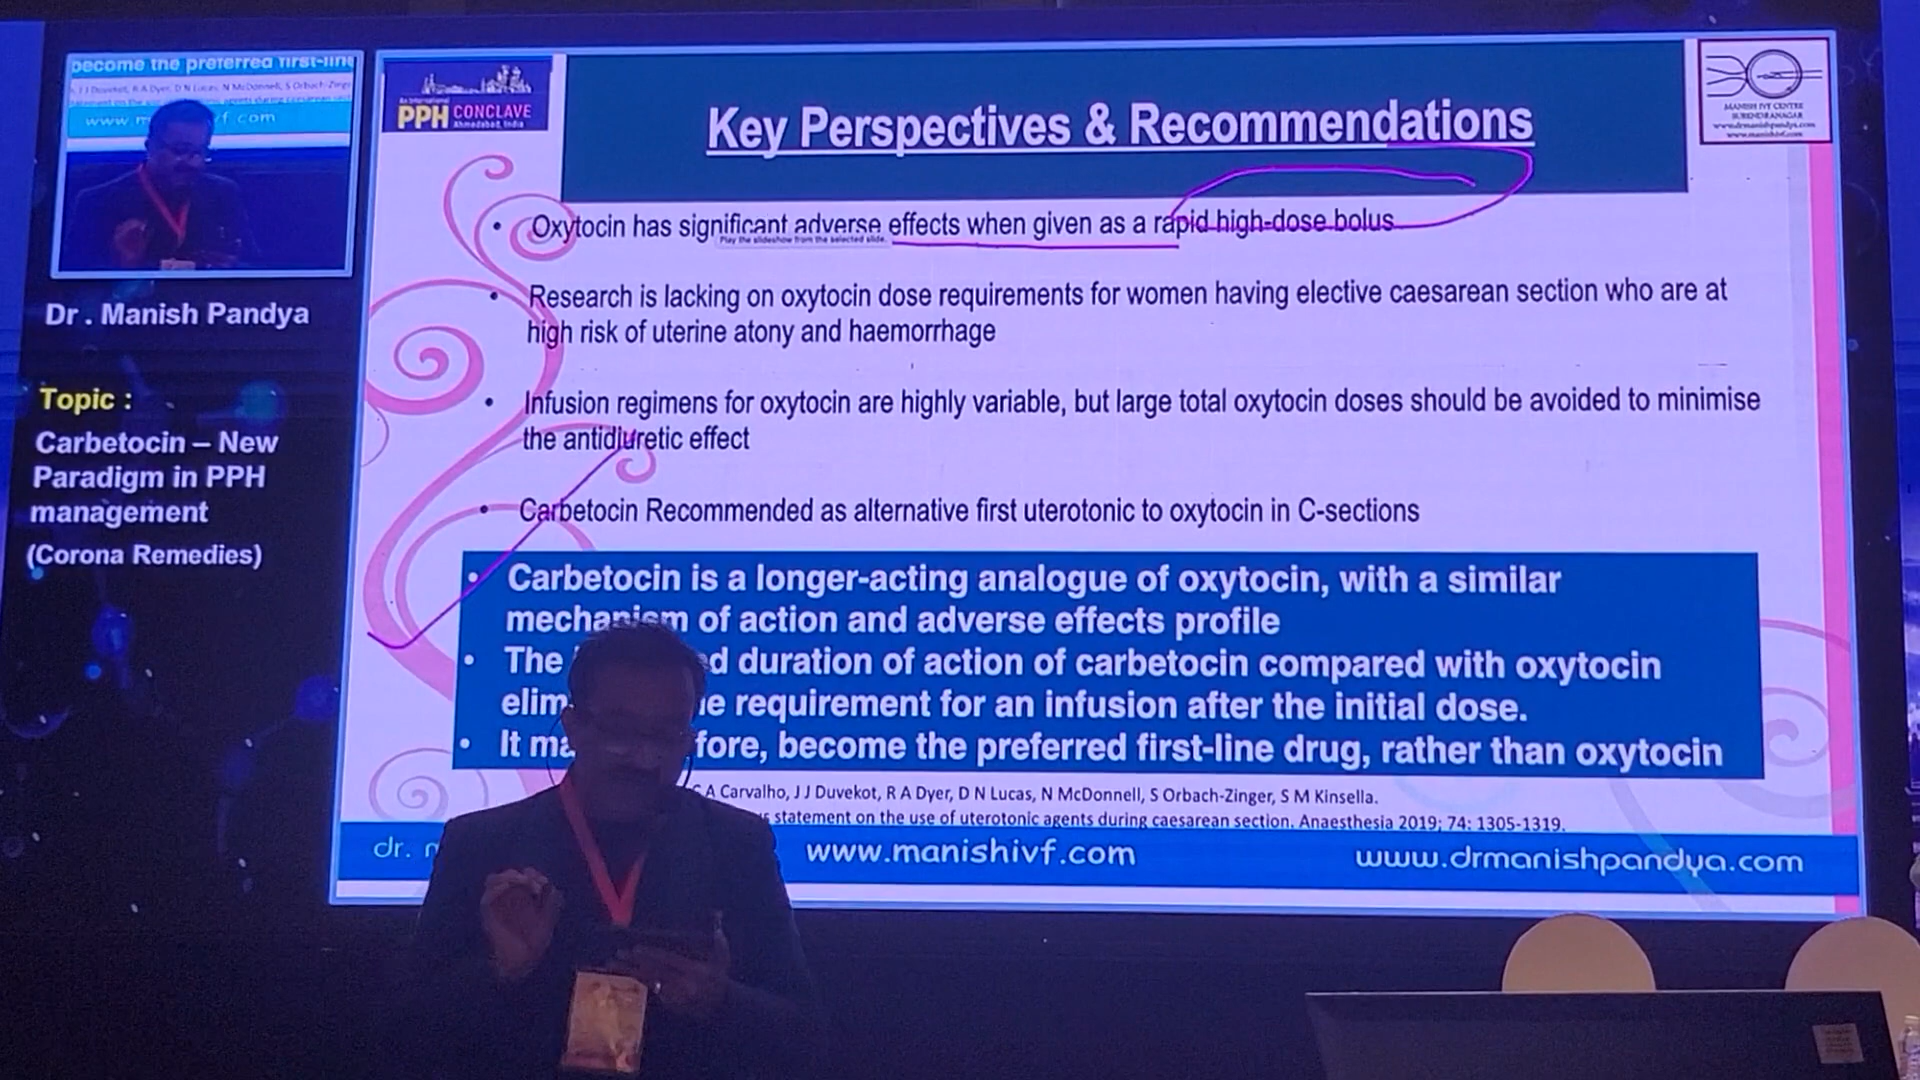 become the preferred first-line
J J Duvekot, R A Dyer, D N Lucas, N McDonnell, S Orbach-Zinger
Dr . Manish Pandya
Topic :
Carbetocin – New
Paradigm in PPH
management
(Corona Remedies)
An International
PPH CONCLAVE
Ahmedabad, India
Key Perspectives & Recommendations
MANISH IVF CENTRE
SURENDRANAGAR
www.drmanishpandya.com
www.manishivf.com
• Oxytocin has significant adverse effects when given as a rapid high-dose bolus
Play the slideshow from the selected slide.
• Research is lacking on oxytocin dose requirements for women having elective caesarean section who are at
high risk of uterine atony and haemorrhage
• Infusion regimens for oxytocin are highly variable, but large total oxytocin doses should be avoided to minimise
the antidiuretic effect
• Carbetocin Recommended as alternative first uterotonic to oxytocin in C-sections
• Carbetocin is a longer-acting analogue of oxytocin, with a similar
mechanism of action and adverse effects profile
• The duration of action of carbetocin compared with oxytocin
requirement for an infusion after the initial dose.
• It become the preferred first-line drug, rather than oxytocin
A Carvalho, J J Duvekot, R A Dyer, D N Lucas, N McDonnell, S Orbach-Zinger, S M Kinsella.
statement on the use of uterotonic agents during caesarean section. Anaesthesia 2019; 74: 1305-1319.
dr.
www.manishivf.com
www.drmanishpandya.com